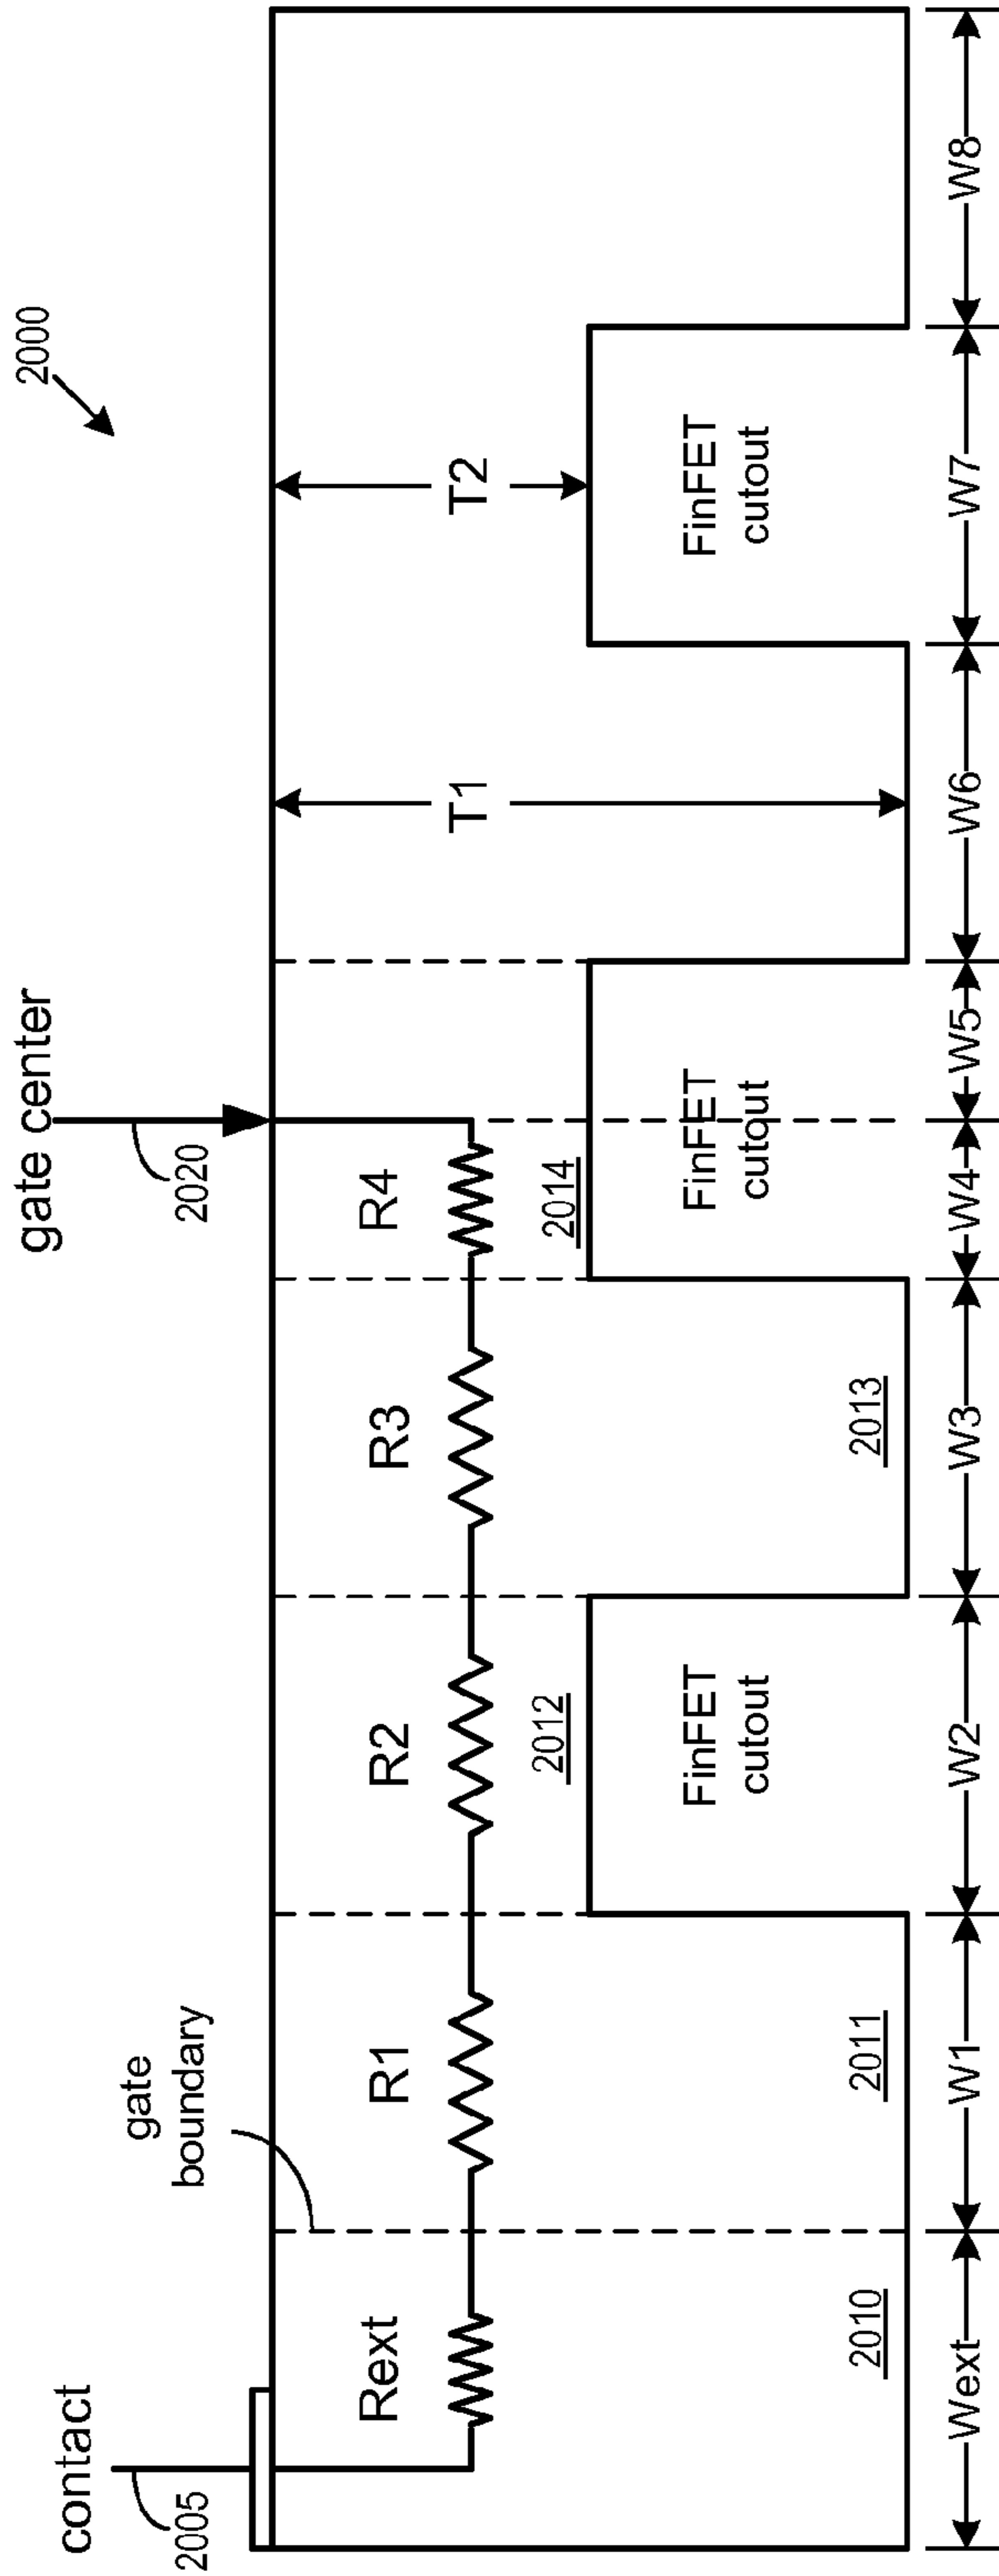 2000
gate center
2020
contact
2005
gate
boundary
Rext
R1
R2
R3
R4
T1
T2
2010
2011
2012
2013
2014
FinFET
cutout
FinFET
cutout
FinFET
cutout
Wext
W1
W2
W3
W4
W5
W6
W7
W8